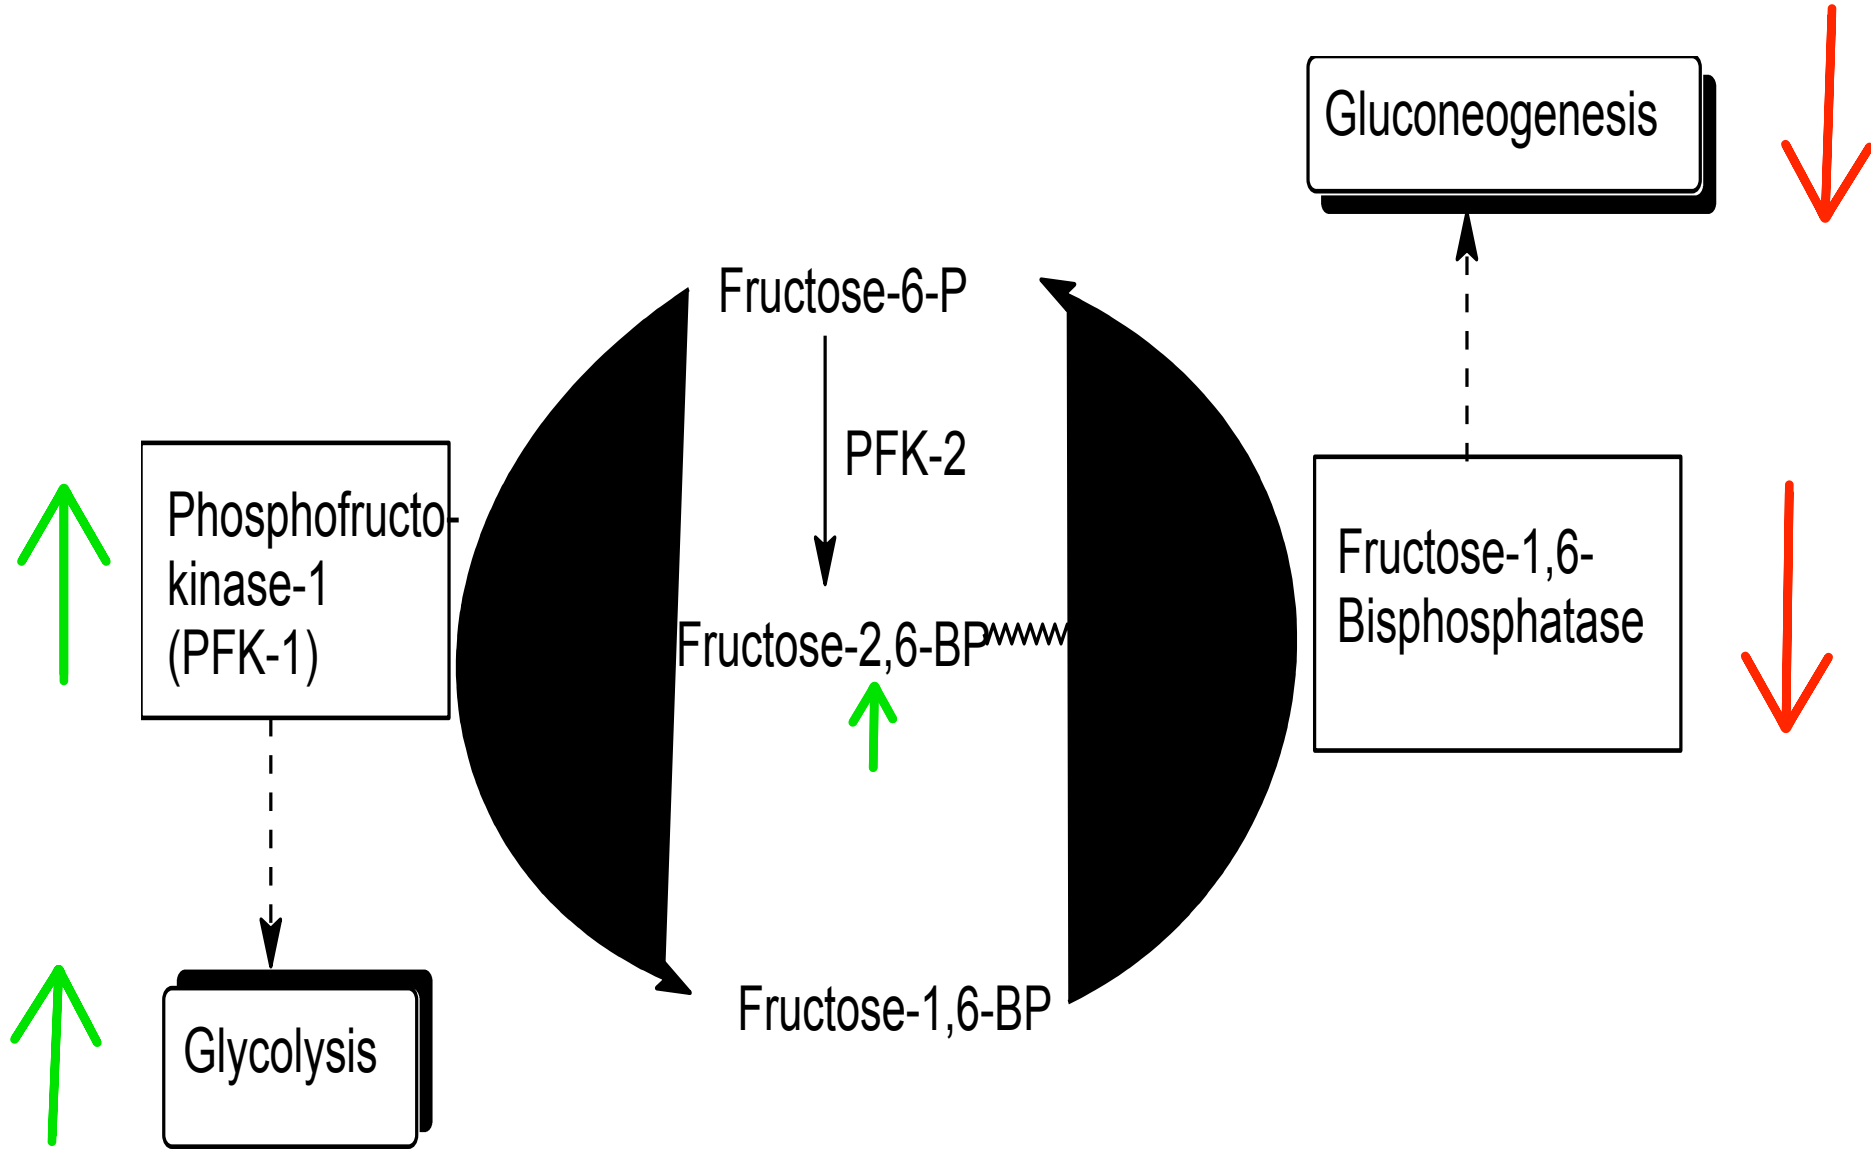 Gluconeogenesis
Fructose-6-P
PFK-2
Phosphofructo-
kinase-1
(PFK-1)
Fructose-1,6-
Bisphosphatase
Fructose-2,6-BP
Fructose-1,6-BP
Glycolysis